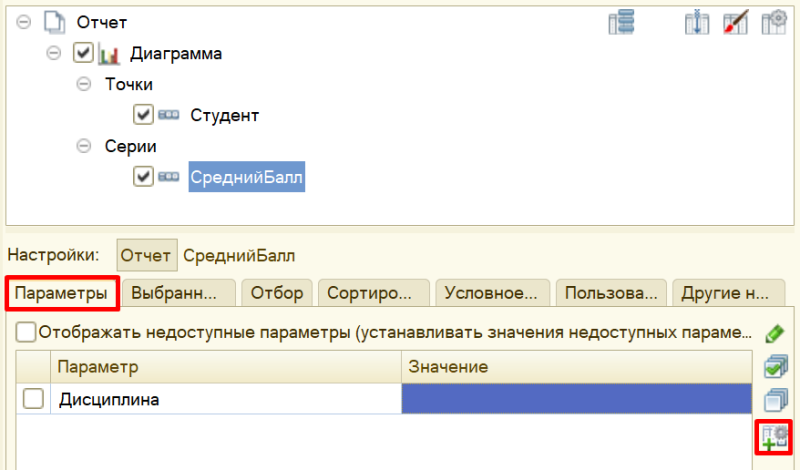 Отчет
Диаграмма
Точки
Студент
Серии
СреднийБалл
Настройки: Отчет СреднийБалл
Параметры Выбранн... Отбор Сортиро... Условное... Пользова... Другие н...
Отображать недоступные параметры (устанавливать значения недоступных параме...
Параметр Значение
Дисциплина